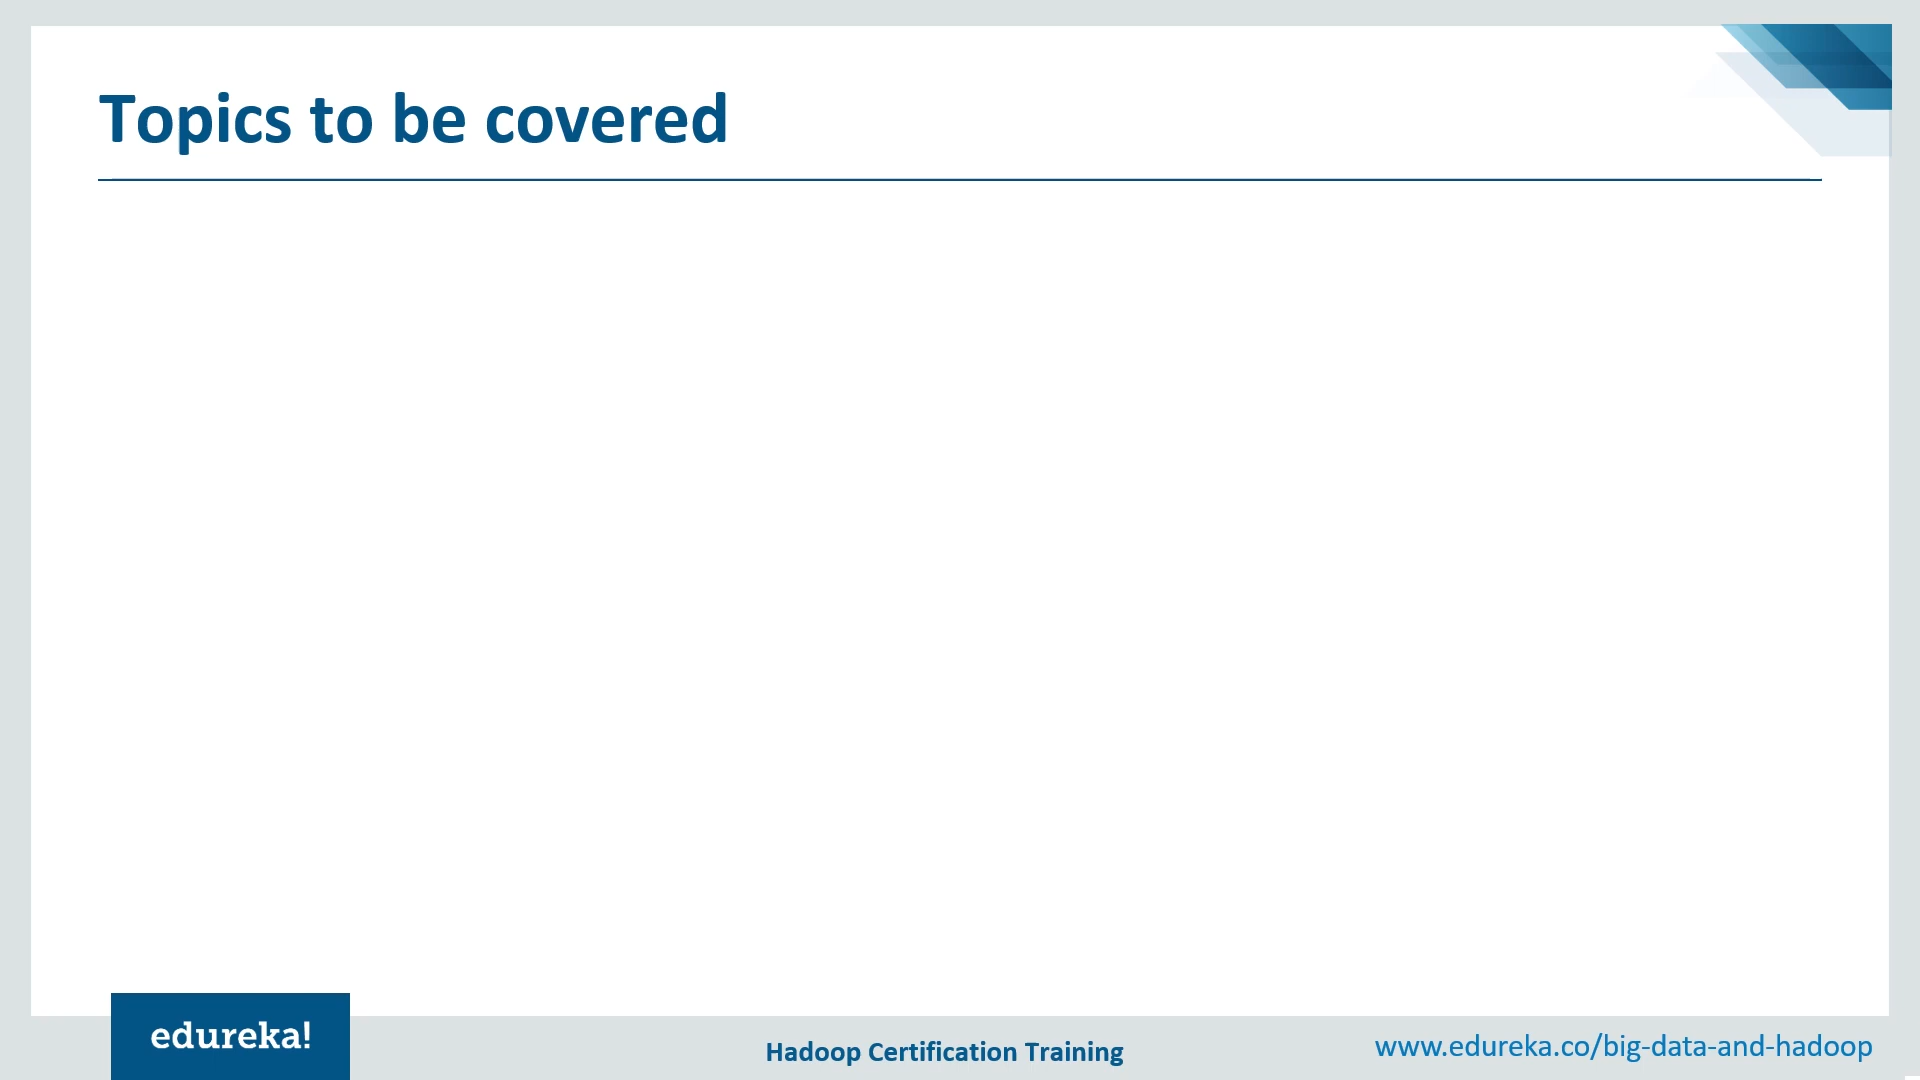 Topics to be covered
edureka!
Hadoop Certification Training
www.edureka.co/big-data-and-hadoop